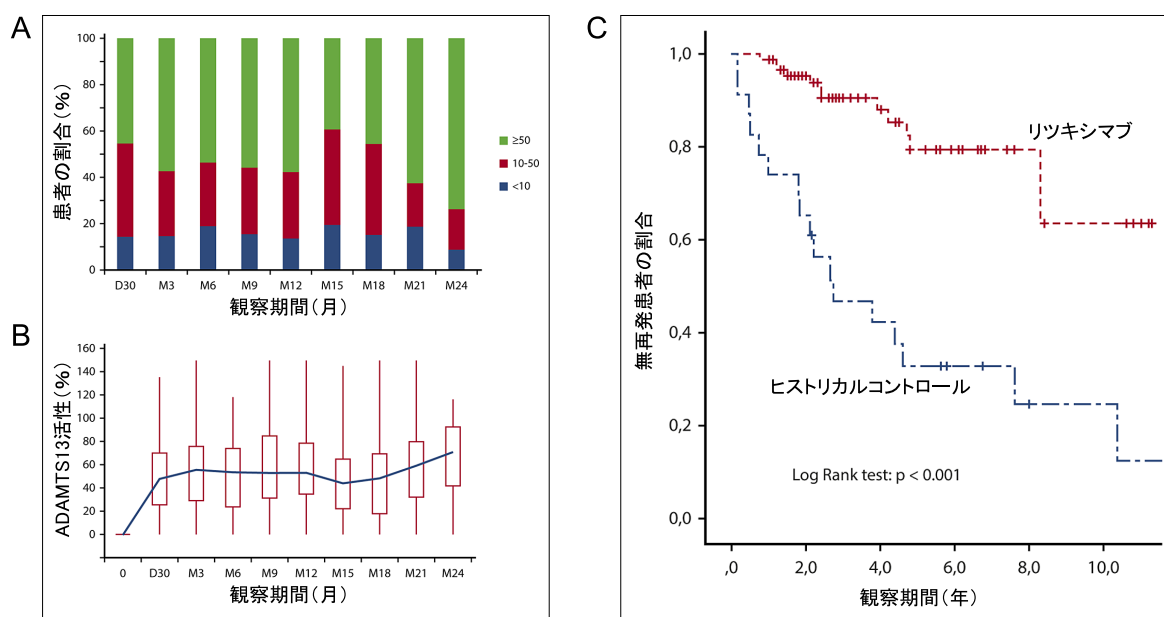 A
100
80
60
40
20
0
患者の割合(%)
≥50
10-50
<10
D30 M3 M6 M9 M12 M15 M18 M21 M24
観察期間(月)
B
160
140
120
100
80
60
40
20
0
ADAMTS13活性(%)
0 D30 M3 M6 M9 M12 M15 M18 M21 M24
観察期間(月)
C
1,0
0,8
0,6
0,4
0,2
0,0
無再発患者の割合
リツキシマブ
ヒストリカルコントロール
Log Rank test: p < 0.001
,0 2,0 4,0 6,0 8,0 10,0
観察期間(年)